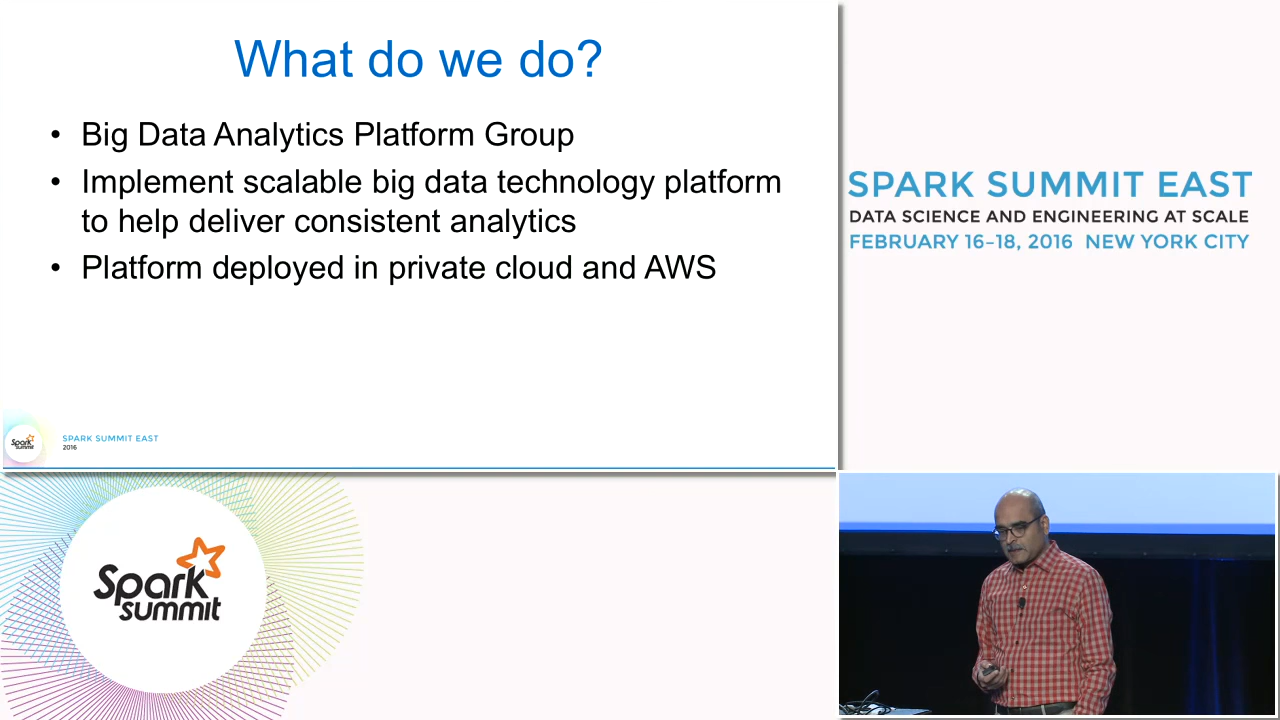 What do we do?
• Big Data Analytics Platform Group
• Implement scalable big data technology platform
to help deliver consistent analytics
• Platform deployed in private cloud and AWS
Spark
summit
SPARK SUMMIT EAST
2016
SPARK SUMMIT EAST
DATA SCIENCE AND ENGINEERING AT SCALE
FEBRUARY 16–18, 2016 NEW YORK CITY
Spark
summit